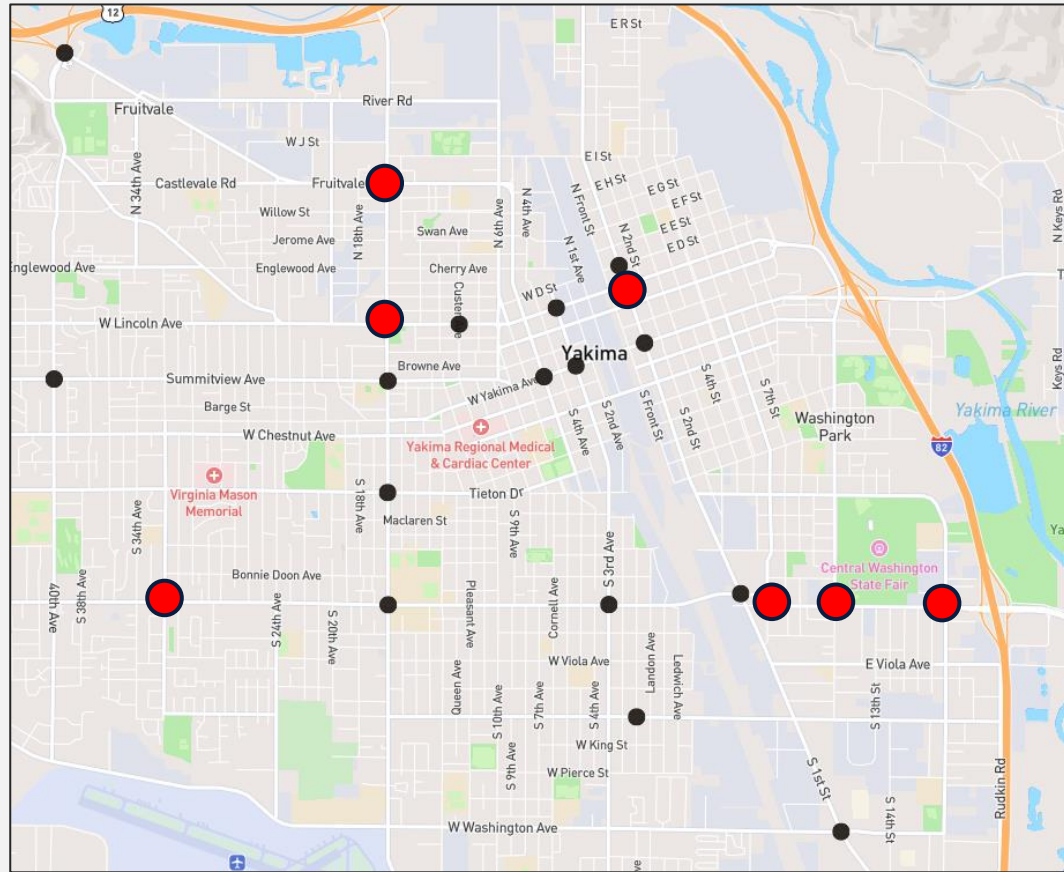 12
E R St
River Rd
Fruitvale
W J St
N 34th Ave
E I St
Castlevale Rd
Fruitvale
E H St
E G St
E F St
E E St
E D St
Willow St
N 18th Ave
Swan Ave
N 6th Ave
N 4th Ave
N 1st Ave
N Front St
N 2nd St
N Keys Rd
Jerome Ave
Englewood Ave
Englewood Ave
Cherry Ave
W D St
W Lincoln Ave
Yakima
Browne Ave
Summitview Ave
W Yakima Ave
Keys Rd
Barge St
S 4th Ave
S 2nd Ave
S Front St
S 2nd St
S 4th St
S 7th St
Washington
Park
Yakima River
W Chestnut Ave
82
Yakima Regional Medical
& Cardiac Center
Virginia Mason
Memorial
Tieton Dr
S 18th Ave
Maclaren St
S 9th Ave
S 34th Ave
S 3rd Ave
Central Washington
State Fair
Bonnie Doon Ave
40th Ave
S 38th Ave
S 24th Ave
S 20th Ave
Pleasant Ave
Cornell Ave
W Viola Ave
E Viola Ave
Landon Ave
Ledwich Ave
Queen Ave
S 10th Ave
S 7th Ave
S 4th Ave
S 13th St
W King St
S 9th Ave
W Pierce St
S 1st St
Rudkin Rd
W Washington Ave
S 14th St